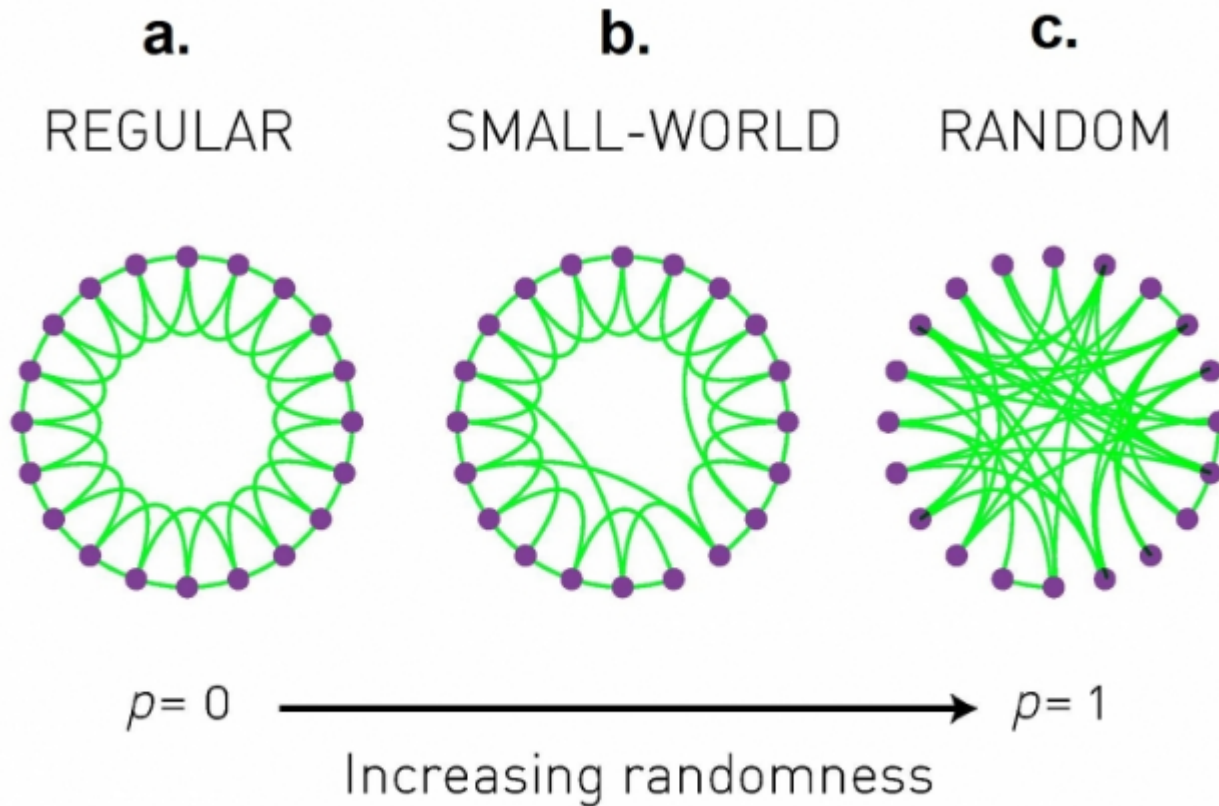 a. b. c.
REGULAR SMALL-WORLD RANDOM
p= 0 p= 1
Increasing randomness